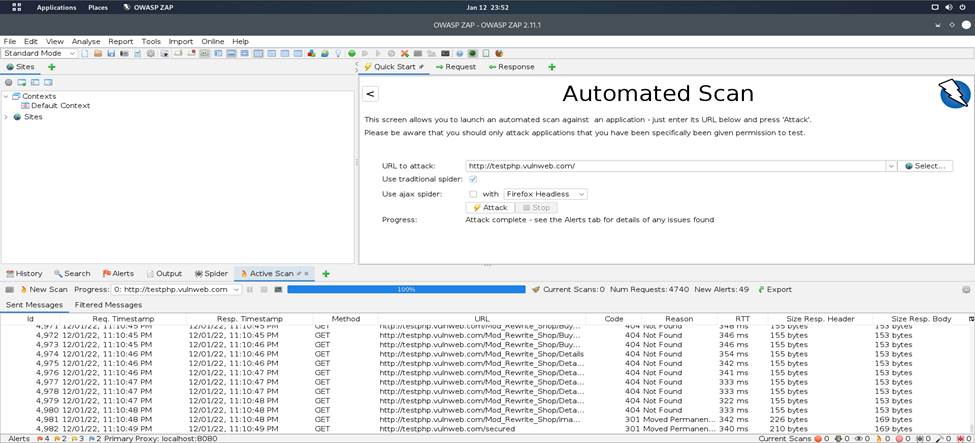 Applications Places OWASP ZAP Jan 12 23:52
OWASP ZAP - OWASP ZAP 2.11.1
File Edit View Analyse Report Tools Import Online Help
Standard Mode
Sites
Quick Start Request Response
Contexts
Default Context
Sites
<
Automated Scan
This screen allows you to launch an automated scan against an application - just enter its URL below and press 'Attack'.
Please be aware that you should only attack applications that you have been specifically been given permission to test.
URL to attack: http://testphp.vulnweb.com/ Select...
Use traditional spider:
Use ajax spider: with Firefox Headless
Attack Stop
Progress: Attack complete - see the Alerts tab for details of any issues found
History Search Alerts Output Spider Active Scan
New Scan Progress: 0: http://testphp.vulnweb.com 100% Current Scans: 0 Num Requests: 4740 New Alerts: 49 Export
Sent Messages Filtered Messages
Id Req. Timestamp Resp. Timestamp Method URL Code Reason RTT Size Resp. Header Size Resp. Body
4,971 12/01/22, 11:10:45 PM 12/01/22, 11:10:45 PM GET http://testphp.vulnweb.com/Mod_Rewrite_Shop/Buy... 404 Not Found 348 ms 155 bytes 153 bytes
4,972 12/01/22, 11:10:45 PM 12/01/22, 11:10:45 PM GET http://testphp.vulnweb.com/Mod_Rewrite_Shop/Buy... 404 Not Found 346 ms 155 bytes 153 bytes
4,973 12/01/22, 11:10:45 PM 12/01/22, 11:10:46 PM GET http://testphp.vulnweb.com/Mod_Rewrite_Shop/Buy... 404 Not Found 346 ms 155 bytes 153 bytes
4,974 12/01/22, 11:10:46 PM 12/01/22, 11:10:46 PM GET http://testphp.vulnweb.com/Mod_Rewrite_Shop/Details 404 Not Found 354 ms 155 bytes 153 bytes
4,975 12/01/22, 11:10:46 PM 12/01/22, 11:10:46 PM GET http://testphp.vulnweb.com/Mod_Rewrite_Shop/Deta... 404 Not Found 342 ms 155 bytes 153 bytes
4,976 12/01/22, 11:10:46 PM 12/01/22, 11:10:47 PM GET http://testphp.vulnweb.com/Mod_Rewrite_Shop/Deta... 404 Not Found 341 ms 155 bytes 153 bytes
4,977 12/01/22, 11:10:47 PM 12/01/22, 11:10:47 PM GET http://testphp.vulnweb.com/Mod_Rewrite_Shop/Deta... 404 Not Found 333 ms 155 bytes 153 bytes
4,978 12/01/22, 11:10:47 PM 12/01/22, 11:10:47 PM GET http://testphp.vulnweb.com/Mod_Rewrite_Shop/Deta... 404 Not Found 333 ms 155 bytes 153 bytes
4,979 12/01/22, 11:10:47 PM 12/01/22, 11:10:48 PM GET http://testphp.vulnweb.com/Mod_Rewrite_Shop/Deta... 404 Not Found 322 ms 155 bytes 153 bytes
4,980 12/01/22, 11:10:48 PM 12/01/22, 11:10:48 PM GET http://testphp.vulnweb.com/Mod_Rewrite_Shop/Deta... 404 Not Found 333 ms 155 bytes 153 bytes
4,981 12/01/22, 11:10:48 PM 12/01/22, 11:10:48 PM GET http://testphp.vulnweb.com/Mod_Rewrite_Shop/ima... 301 Moved Permanen... 342 ms 226 bytes 169 bytes
4,982 12/01/22, 11:10:49 PM 12/01/22, 11:10:49 PM GET http://testphp.vulnweb.com/secured 301 Moved Permanen... 340 ms 210 bytes 169 bytes
Alerts 4 2 3 2 Primary Proxy: localhost:8080 Current Scans 0 0 0 0 0 0 0 0